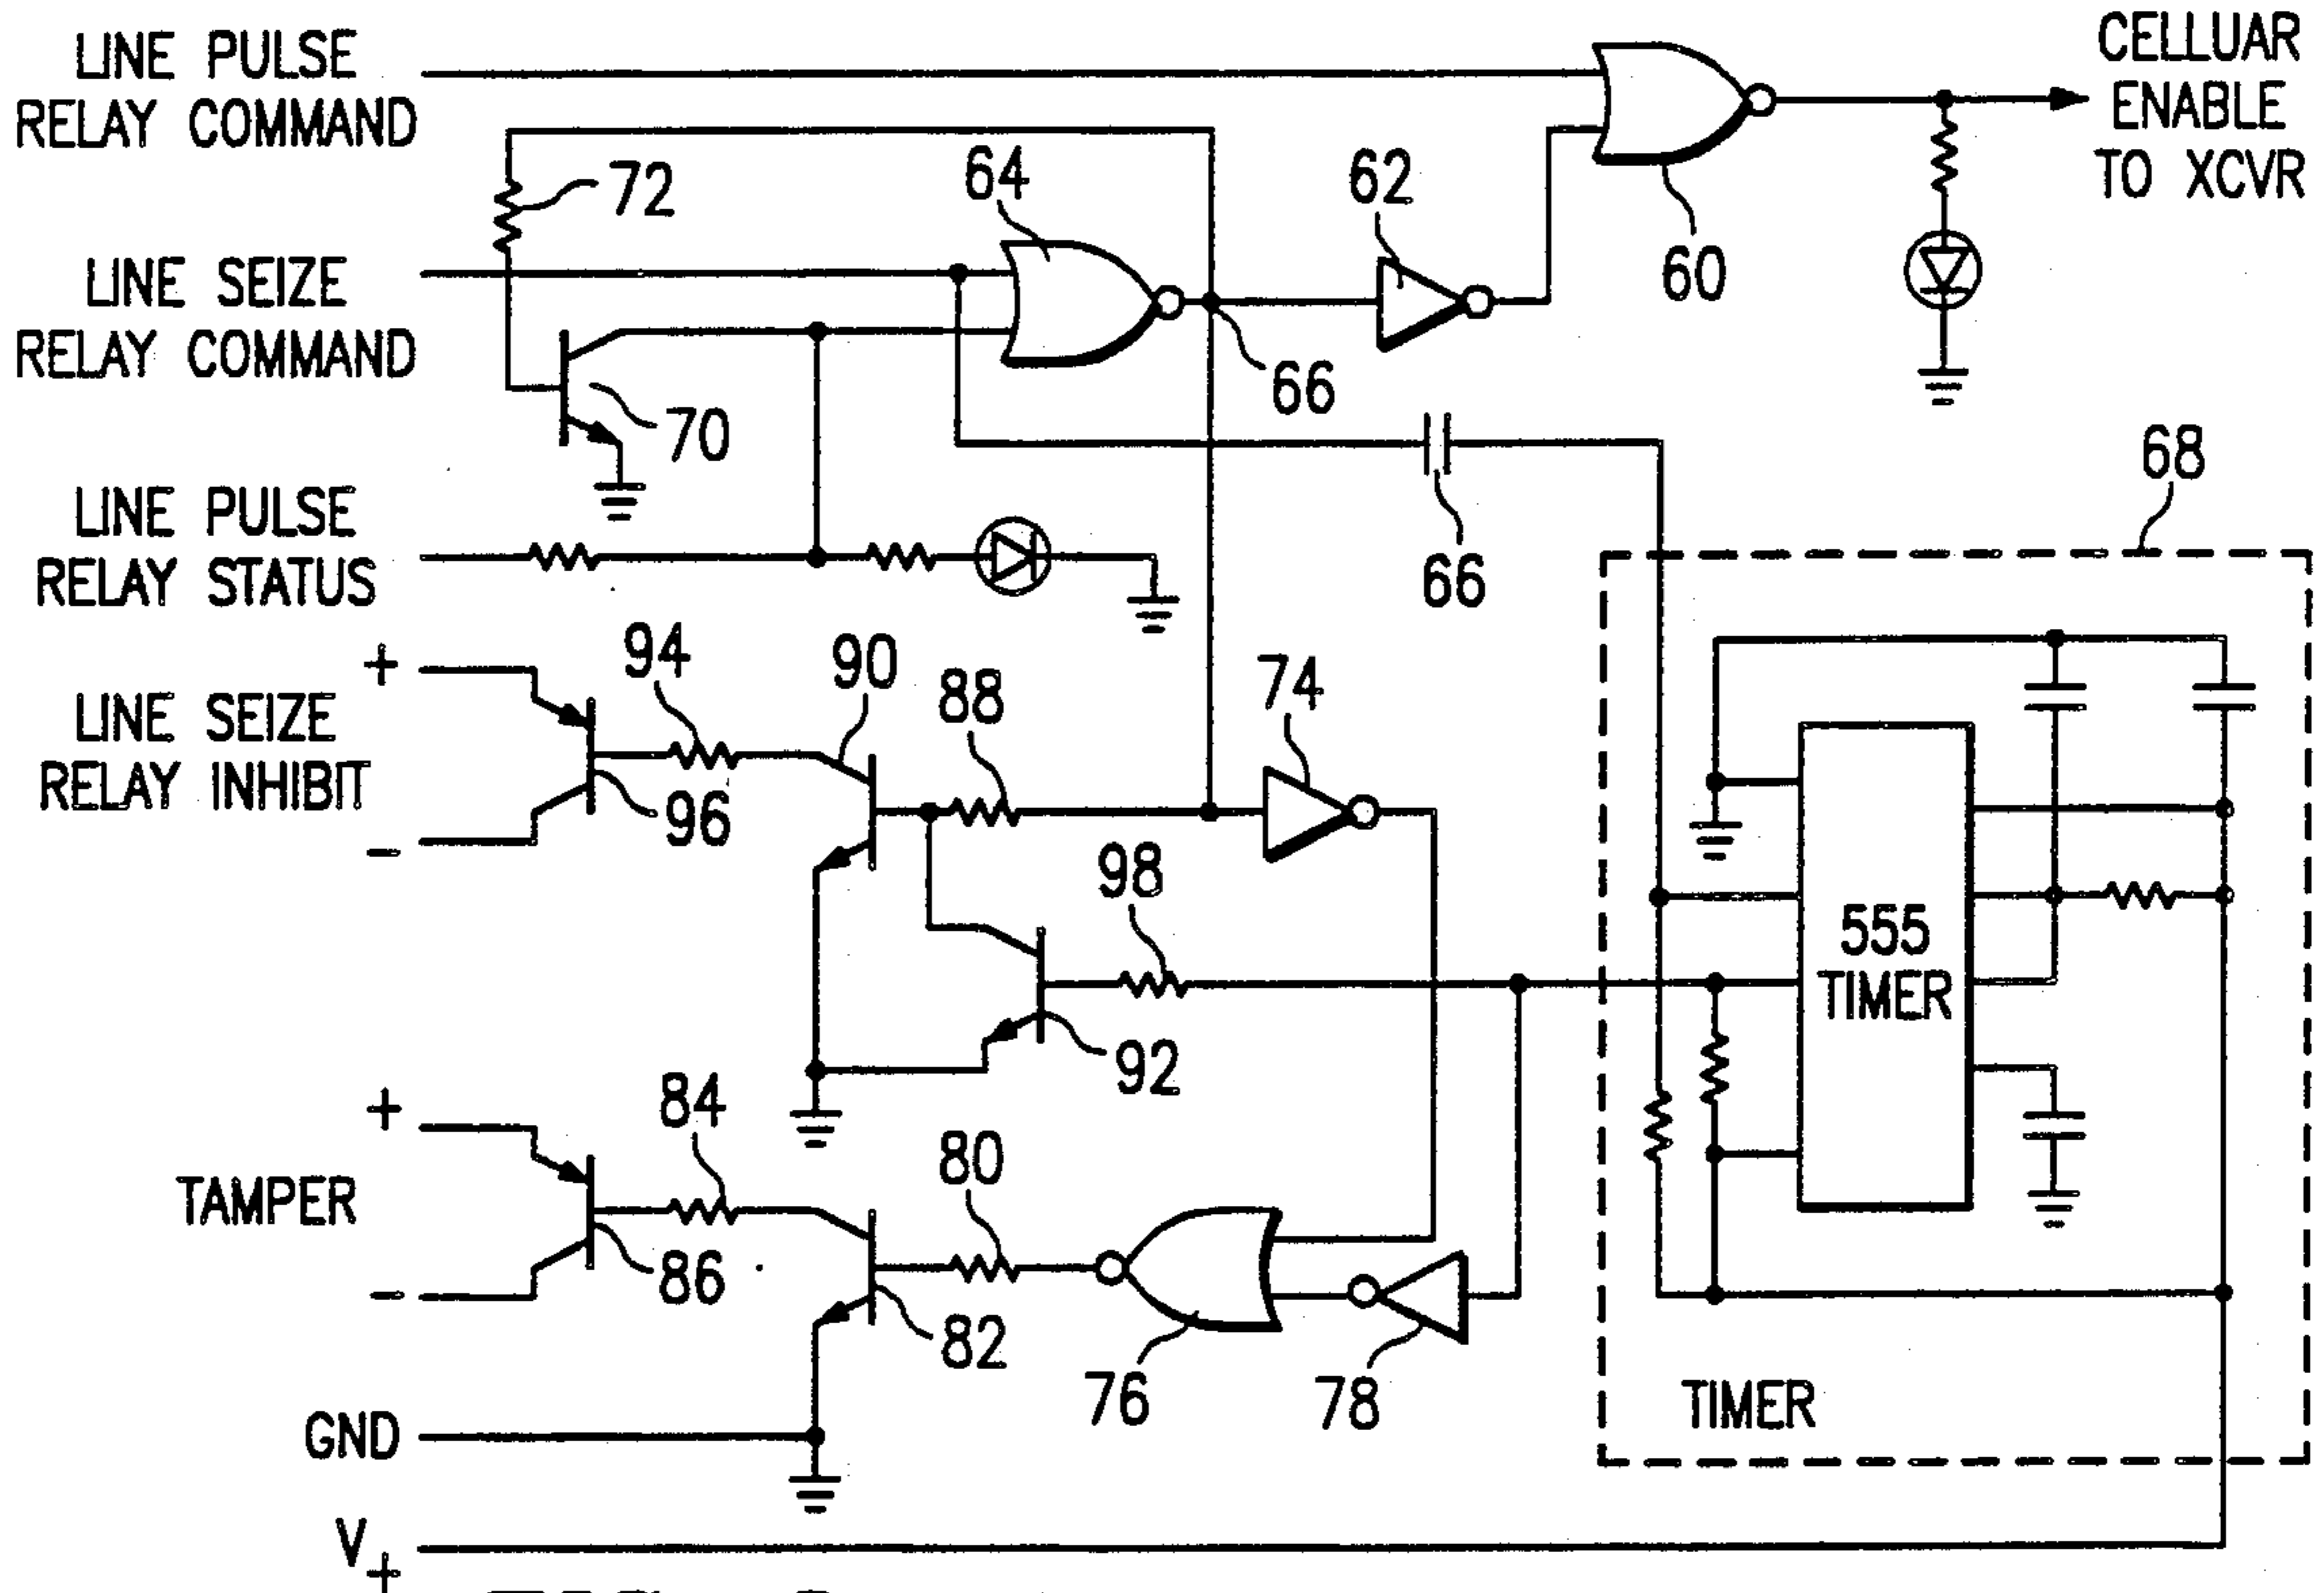 LINE PULSE
RELAY COMMAND
CELLUAR
ENABLE
TO XCVR
72
64
62
60
LINE SEIZE
RELAY COMMAND
70
66
66
68
LINE PULSE
RELAY STATUS
+
LINE SEIZE
RELAY INHIBIT
-
94
90
88
74
96
98
92
555
TIMER
+
TAMPER
-
84
80
86
82
76
78
TIMER
GND
V+